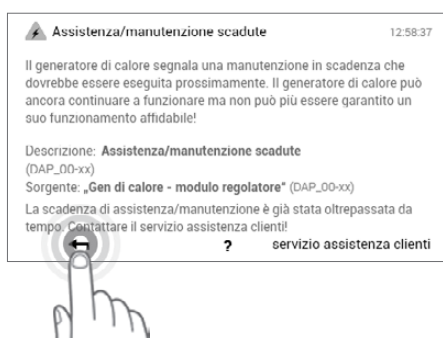 Assistenza/manutenzione scadute 12:58:37
Il generatore di calore segnala una manutenzione in scadenza che
dovrebbe essere eseguita prossimamente. Il generatore di calore può
ancora continuare a funzionare ma non può più essere garantito un
suo funzionamento affidabile!
Descrizione: Assistenza/manutenzione scadute
(DAP_00-xx)
Sorgente: „Gen di calore - modulo regolatore“ (DAP_00-xx)
La scadenza di assistenza/manutenzione è già stata oltrepassata da
tempo. Contattare il servizio assistenza clienti!
? servizio assistenza clienti